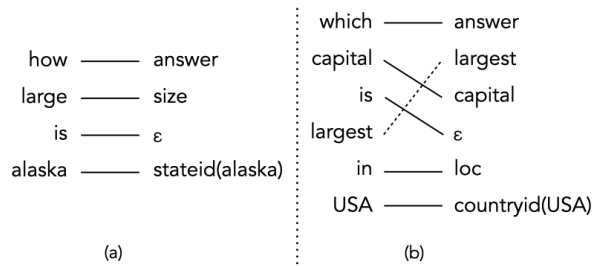 how answer
large size
is ε
alaska stateid(alaska)
(a)
which answer
capital largest
is capital
largest ε
in loc
USA countryid(USA)
(b)